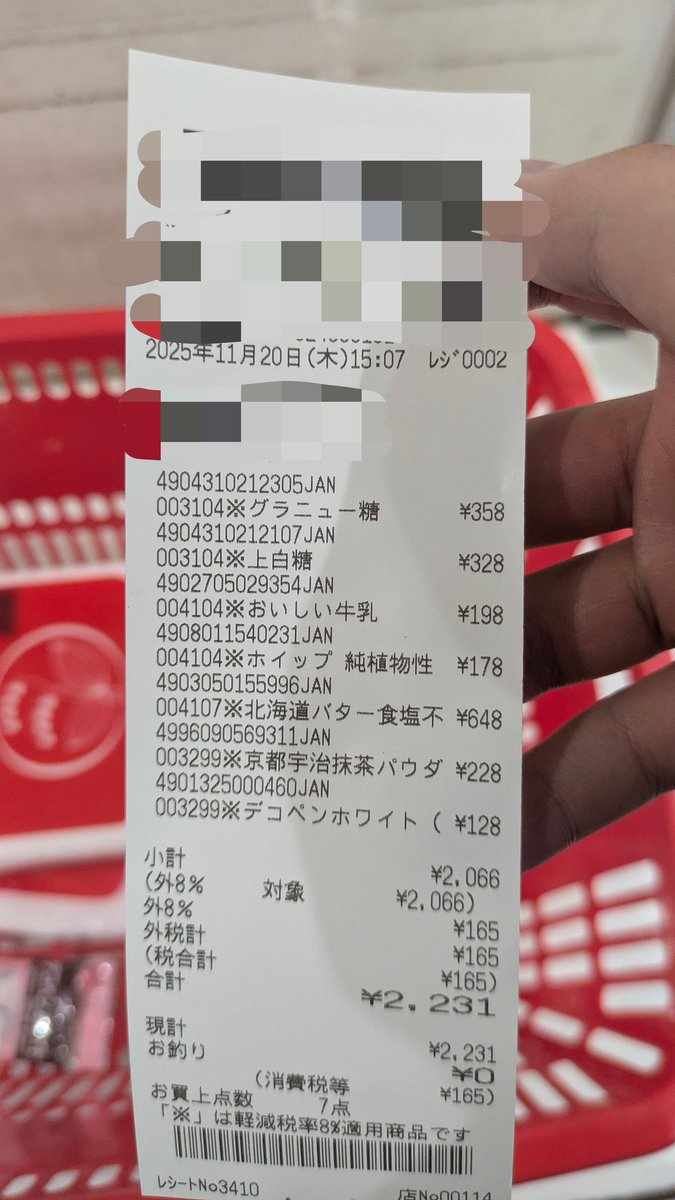 2025年11月20日(木)15:07 ﾚｼﾞ0002
4904310212305JAN
003104※グラニュー糖 ¥358
4904310212107JAN
003104※上白糖 ¥328
4902705029354JAN
004104※おいしい牛乳 ¥198
4908011540231JAN
004104※ホイップ 純植物性 ¥178
4903050155996JAN
004107※北海道バター食塩不 ¥648
4996090569311JAN
003299※京都宇治抹茶パウダ ¥228
4901325000460JAN
003299※デコペンホワイト ( ¥128
小計 ¥2,066
(外8% 対象 ¥2,066)
外8% ¥165
外税計 ¥165
(税合計 ¥165)
合計 ¥2,231
現計 ¥2,231
お釣り ¥0
(消費税等 ¥165)
お買上点数 7点
「※」は軽減税率8%適用商品です
ﾚｼｰﾄNo3410 店No00114